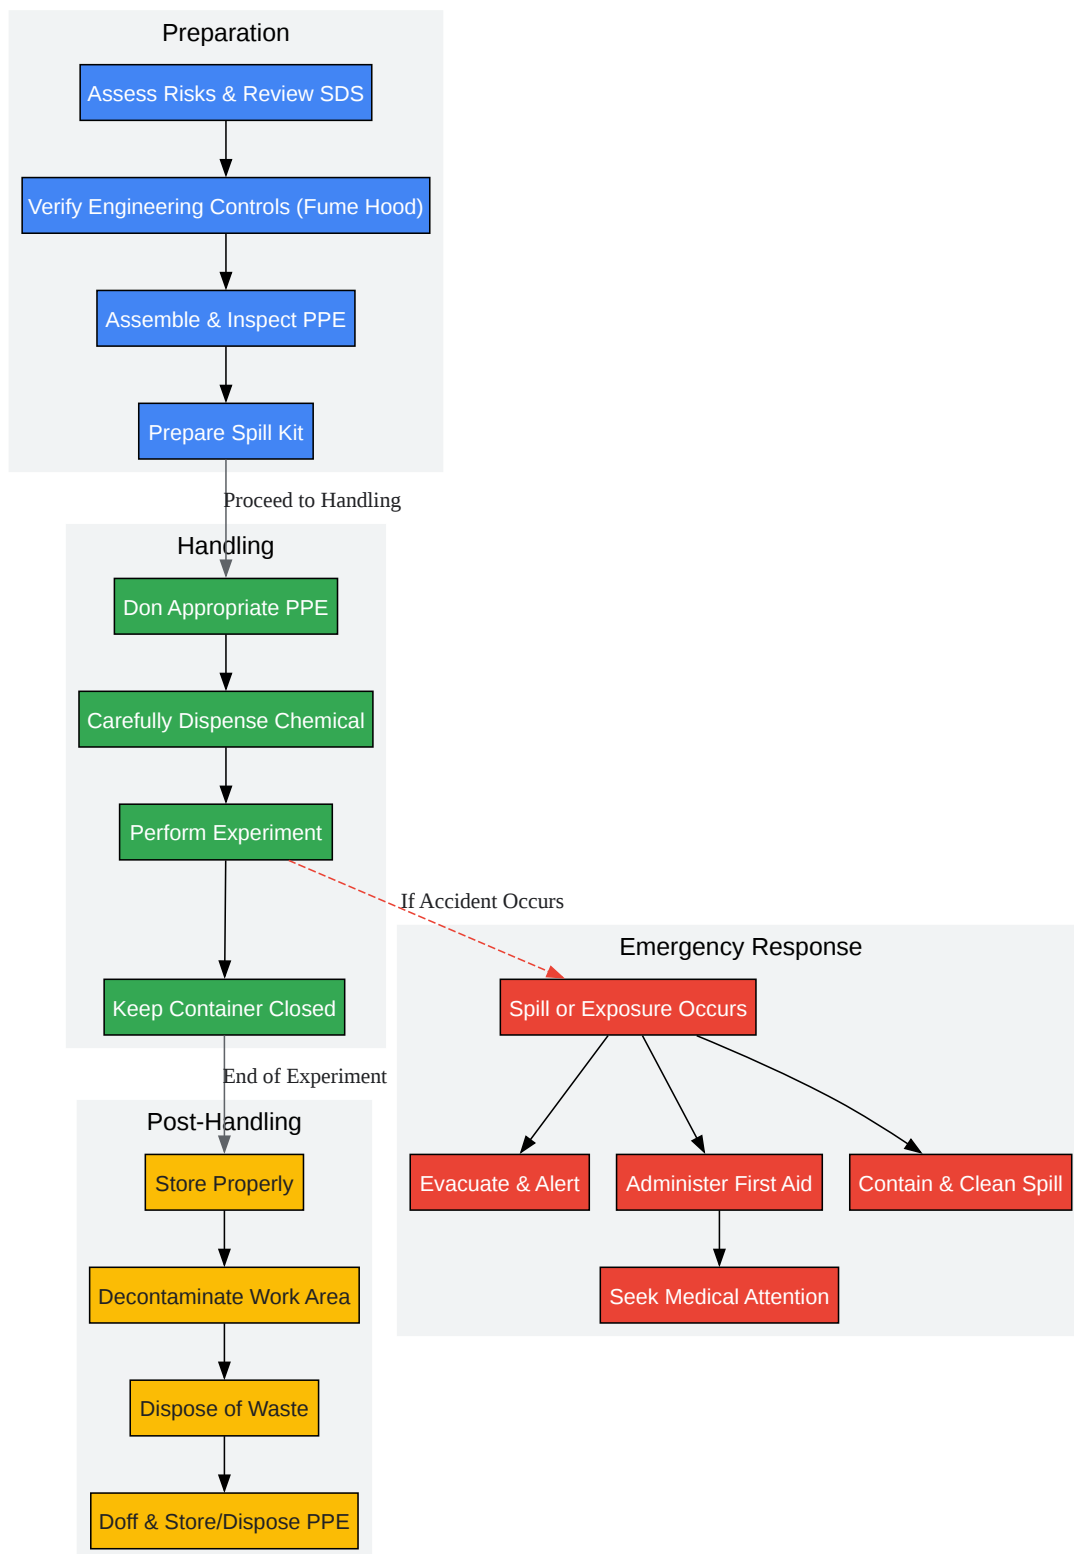 Preparation
Assess Risks & Review SDS
Verify Engineering Controls (Fume Hood)
Assemble & Inspect PPE
Prepare Spill Kit
Proceed to Handling
Handling
Don Appropriate PPE
Carefully Dispense Chemical
Perform Experiment
If Accident Occurs
Keep Container Closed
End of Experiment
Emergency Response
Spill or Exposure Occurs
Evacuate & Alert
Administer First Aid
Contain & Clean Spill
Seek Medical Attention
Post-Handling
Store Properly
Decontaminate Work Area
Dispose of Waste
Doff & Store/Dispose PPE